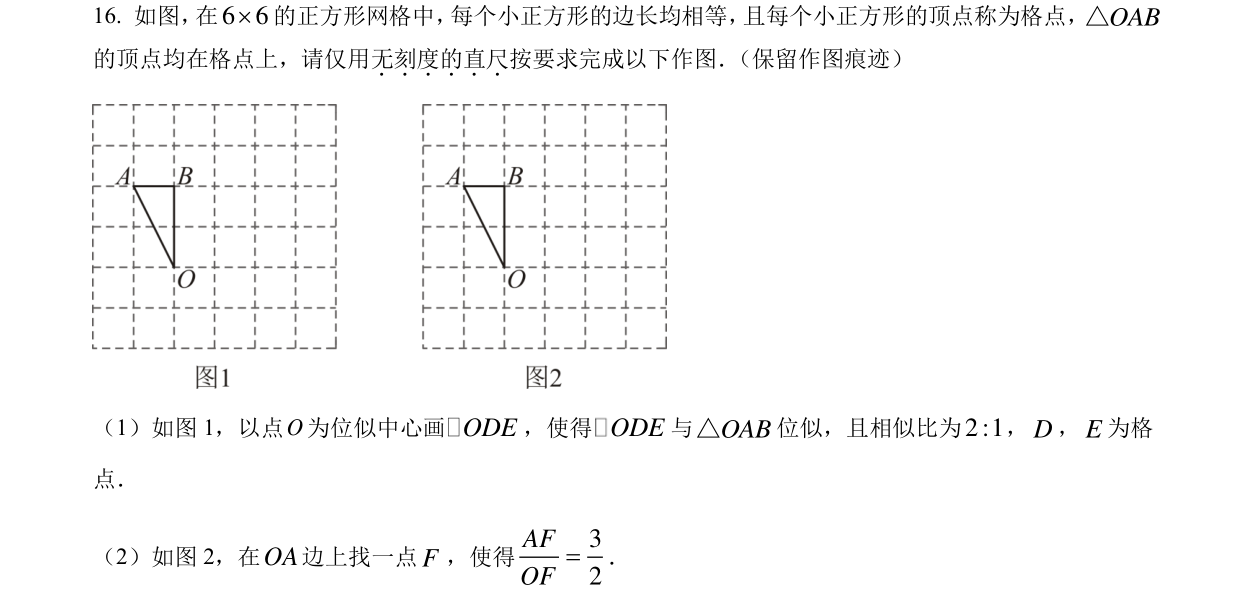 16. 如图,在6×6的正方形网格中,每个小正方形的边长均相等,且每个小正方形的顶点称为格点,△OAB
的顶点均在格点上，请仅用无刻度的直尺按要求完成以下作图.（保留作图痕迹）
A B A B
O O
图1 图2
（1）如图 1，以点O为位似中心画□ODE，使得□ODE与△OAB位似，且相似比为2:1，D，E为格
点.
（2）如图 2，在OA边上找一点F，使得AF/OF=3/2.